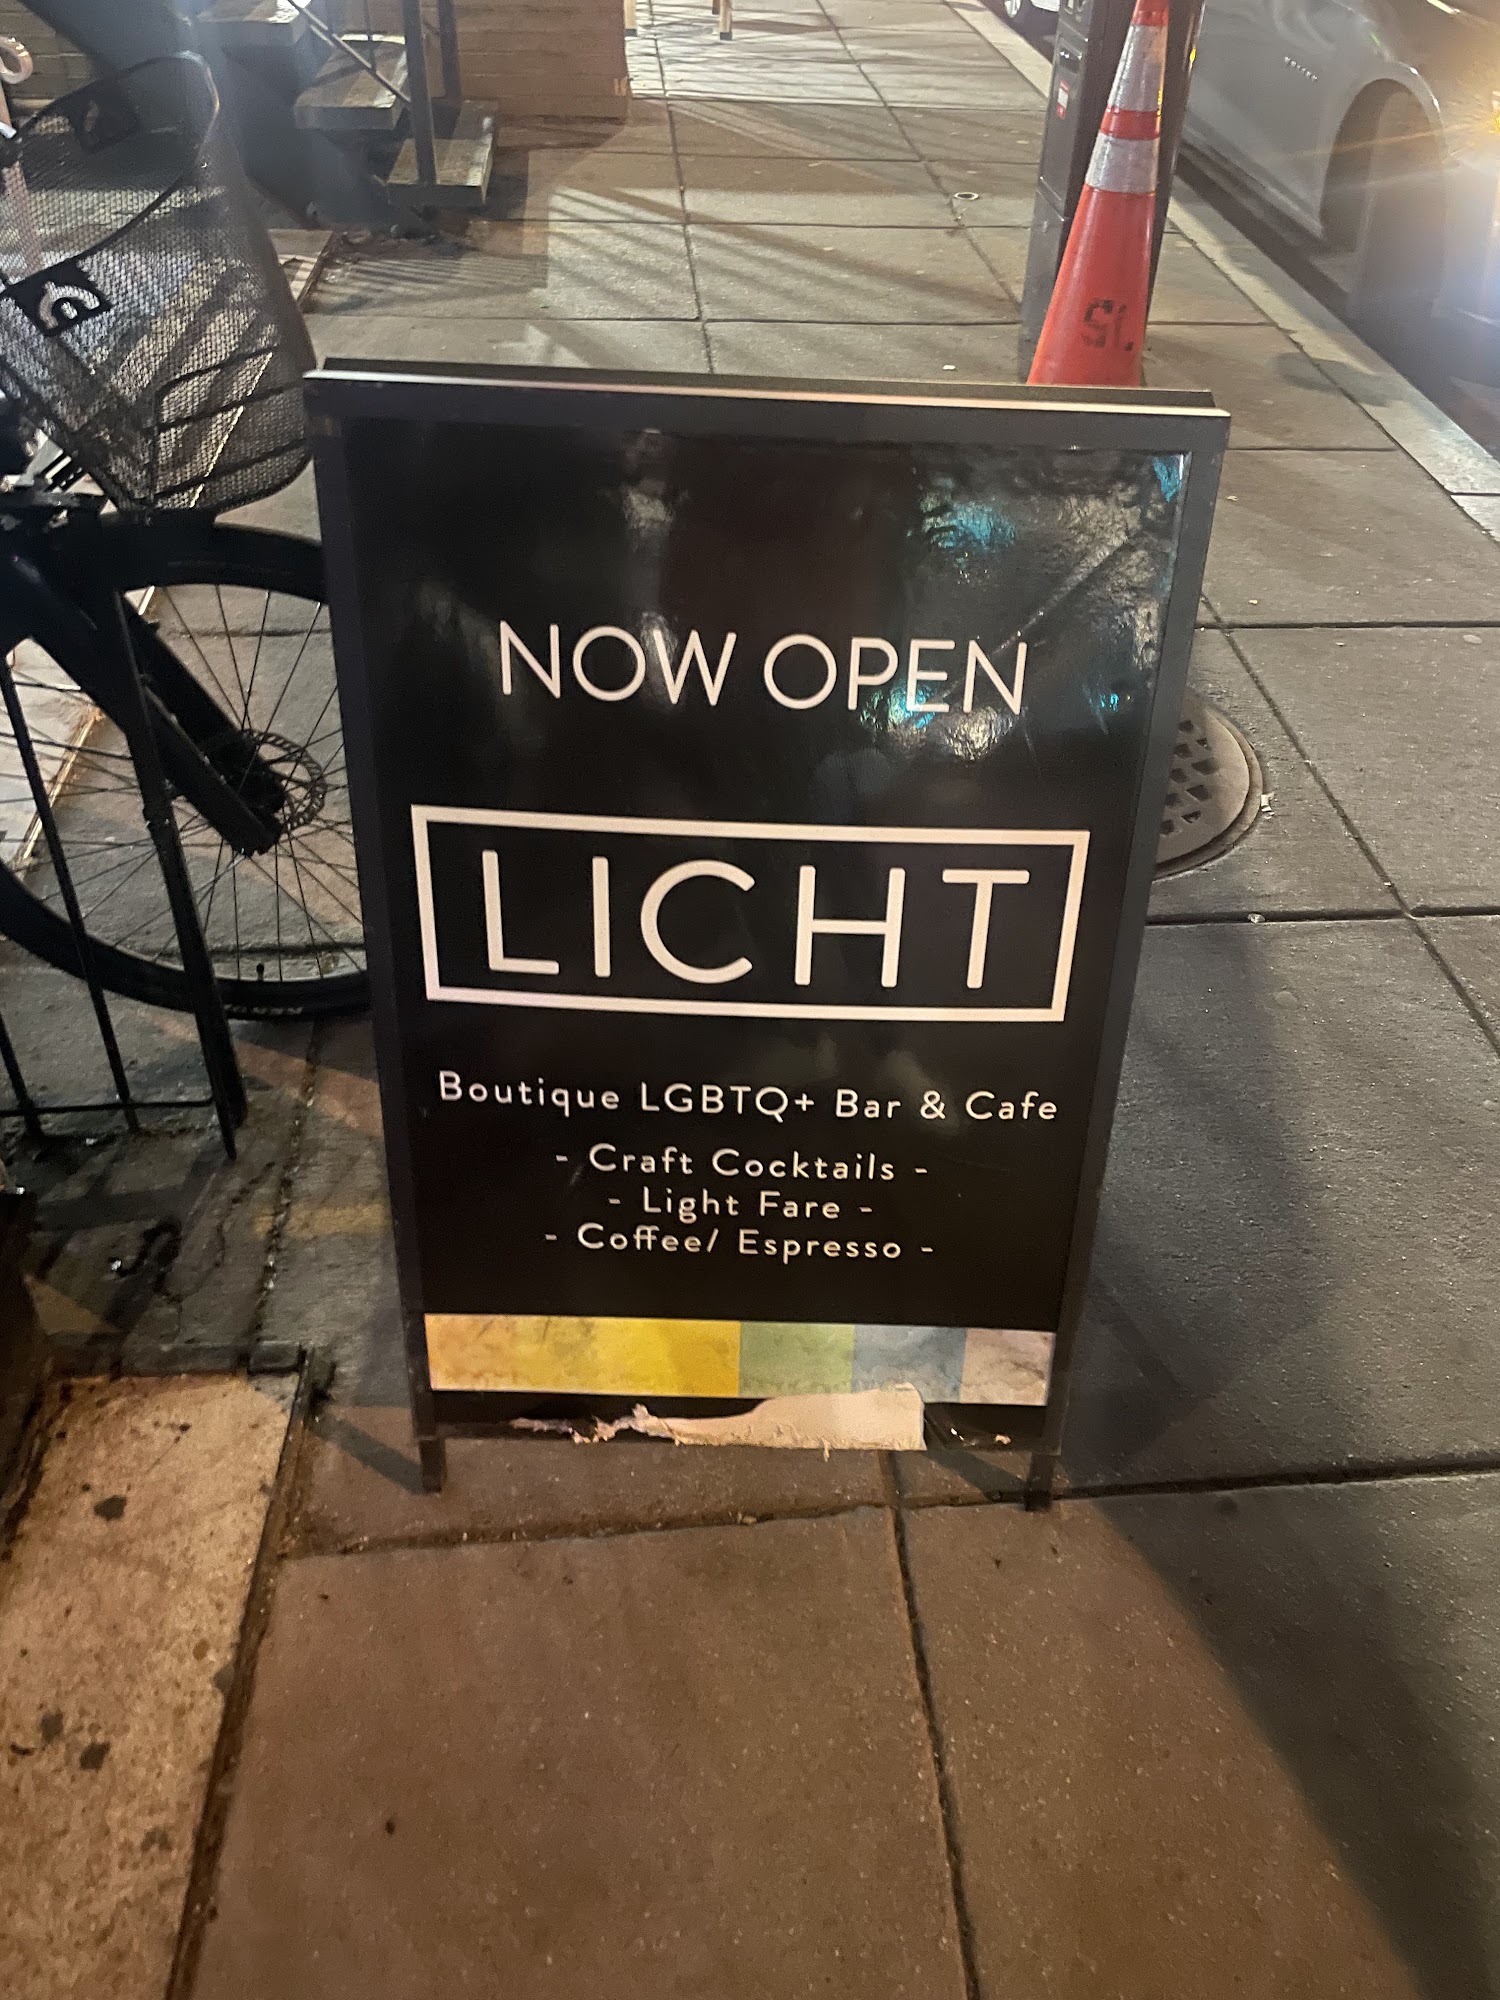 NOW OPEN
LICHT
Boutique LGBTQ+ Bar & Cafe
- Craft Cocktails -
- Light Fare -
- Coffee/ Espresso -